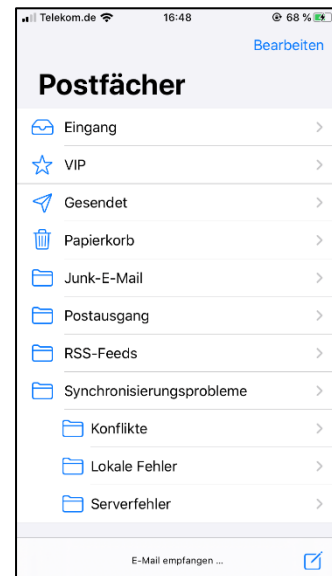 Telekom.de 16:48 68 %
Bearbeiten
Postfächer
Eingang
VIP
Gesendet
Papierkorb
Junk-E-Mail
Postausgang
RSS-Feeds
Synchronisierungsprobleme
Konflikte
Lokale Fehler
Serverfehler
E-Mail empfangen ...